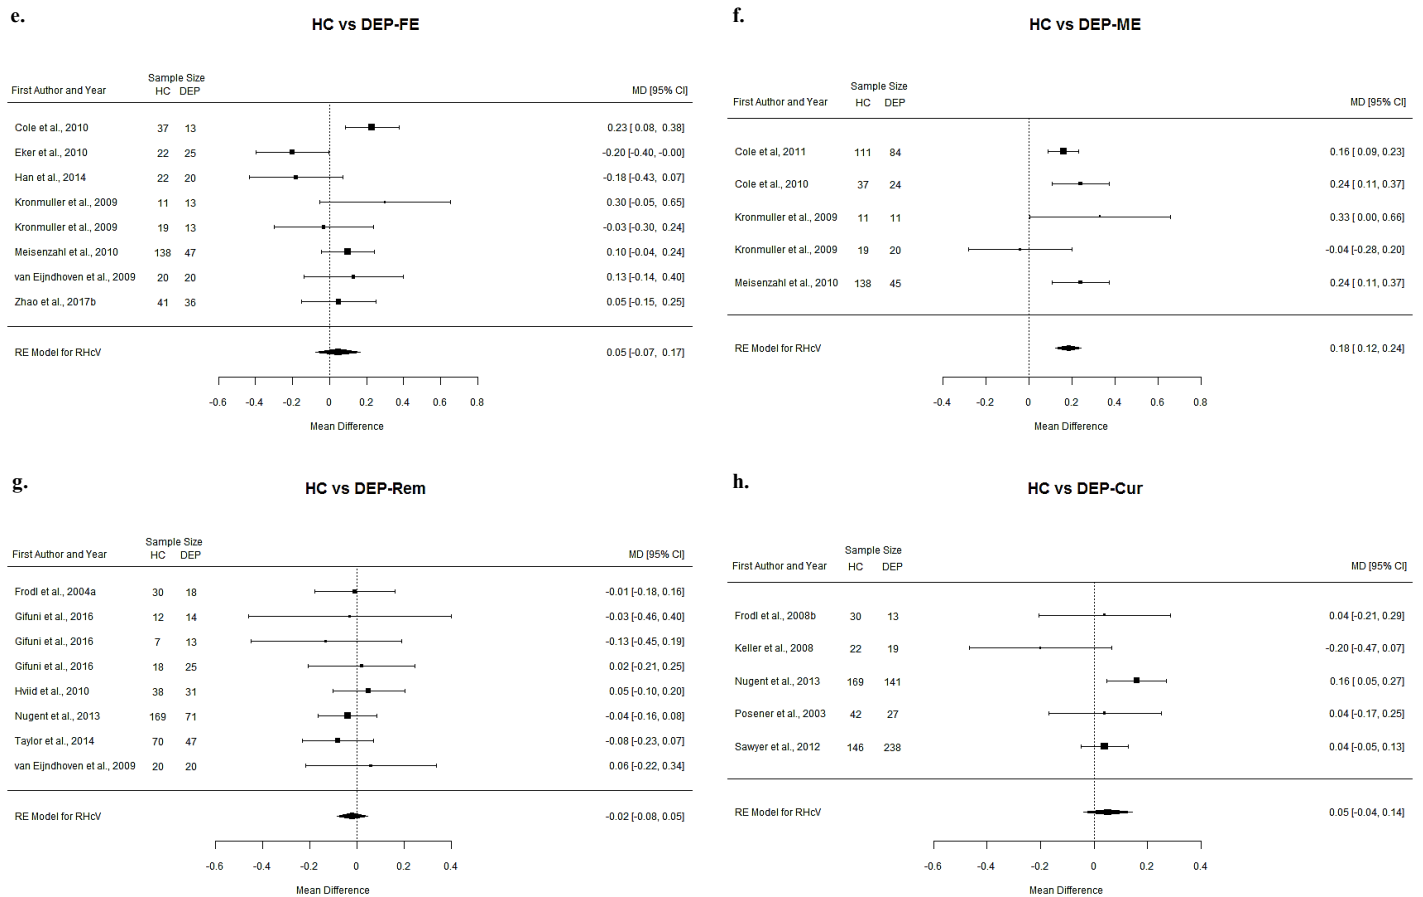 e.
HC vs DEP-FE
Sample Size
First Author and Year HC DEP MD [95% CI]
Cole et al., 2010 37 13 0.23 [ 0.08, 0.38]
Eker et al., 2010 22 25 -0.20 [-0.40, -0.00]
Han et al., 2014 22 20 -0.18 [-0.43, 0.07]
Kronmuller et al., 2009 11 13 0.30 [-0.05, 0.65]
Kronmuller et al., 2009 19 13 -0.03 [-0.30, 0.24]
Meisenzahl et al., 2010 138 47 0.10 [-0.04, 0.24]
van Eijndhoven et al., 2009 20 20 0.13 [-0.14, 0.40]
Zhao et al., 2017b 41 36 0.05 [-0.15, 0.25]
RE Model for RHcV 0.05 [-0.07, 0.17]
-0.6 -0.4 -0.2 0 0.2 0.4 0.6 0.8
Mean Difference
f.
HC vs DEP-ME
Sample Size
First Author and Year HC DEP MD [95% CI]
Cole et al, 2011 111 84 0.16 [ 0.09, 0.23]
Cole et al., 2010 37 24 0.24 [ 0.11, 0.37]
Kronmuller et al., 2009 11 11 0.33 [ 0.00, 0.66]
Kronmuller et al., 2009 19 20 -0.04 [-0.28, 0.20]
Meisenzahl et al., 2010 138 45 0.24 [ 0.11, 0.37]
RE Model for RHcV 0.18 [ 0.12, 0.24]
-0.4 -0.2 0 0.2 0.4 0.6 0.8
Mean Difference
g.
HC vs DEP-Rem
Sample Size
First Author and Year HC DEP MD [95% CI]
Frodl et al., 2004a 30 18 -0.01 [-0.18, 0.16]
Gifuni et al., 2016 12 14 -0.03 [-0.46, 0.40]
Gifuni et al., 2016 7 13 -0.13 [-0.45, 0.19]
Gifuni et al., 2016 18 25 0.02 [-0.21, 0.25]
Hviid et al., 2010 38 31 0.05 [-0.10, 0.20]
Nugent et al., 2013 169 71 -0.04 [-0.16, 0.08]
Taylor et al., 2014 70 47 -0.08 [-0.23, 0.07]
van Eijndhoven et al., 2009 20 20 0.06 [-0.22, 0.34]
RE Model for RHcV -0.02 [-0.08, 0.05]
-0.6 -0.4 -0.2 0 0.2 0.4
Mean Difference
h.
HC vs DEP-Cur
Sample Size
First Author and Year HC DEP MD [95% CI]
Frodl et al., 2008b 30 13 0.04 [-0.21, 0.29]
Keller et al., 2008 22 19 -0.20 [-0.47, 0.07]
Nugent et al., 2013 169 141 0.16 [ 0.05, 0.27]
Posener et al., 2003 42 27 0.04 [-0.17, 0.25]
Sawyer et al., 2012 146 238 0.04 [-0.05, 0.13]
RE Model for RHcV 0.05 [-0.04, 0.14]
-0.6 -0.4 -0.2 0 0.2 0.4
Mean Difference